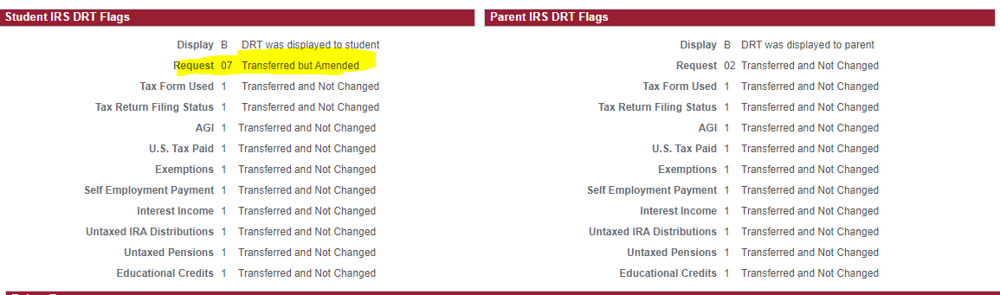 Student IRS DRT Flags
Display B DRT was displayed to student
Request 07 Transferred but Amended
Tax Form Used 1 Transferred and Not Changed
Tax Return Filing Status 1 Transferred and Not Changed
AGI 1 Transferred and Not Changed
U.S. Tax Paid 1 Transferred and Not Changed
Exemptions 1 Transferred and Not Changed
Self Employment Payment 1 Transferred and Not Changed
Interest Income 1 Transferred and Not Changed
Untaxed IRA Distributions 1 Transferred and Not Changed
Untaxed Pensions 1 Transferred and Not Changed
Educational Credits 1 Transferred and Not Changed
Parent IRS DRT Flags
Display B DRT was displayed to parent
Request 02 Transferred and Not Changed
Tax Form Used 1 Transferred and Not Changed
Tax Return Filing Status 1 Transferred and Not Changed
AGI 1 Transferred and Not Changed
U.S. Tax Paid 1 Transferred and Not Changed
Exemptions 1 Transferred and Not Changed
Self Employment Payment 1 Transferred and Not Changed
Interest Income 1 Transferred and Not Changed
Untaxed IRA Distributions 1 Transferred and Not Changed
Untaxed Pensions 1 Transferred and Not Changed
Educational Credits 1 Transferred and Not Changed